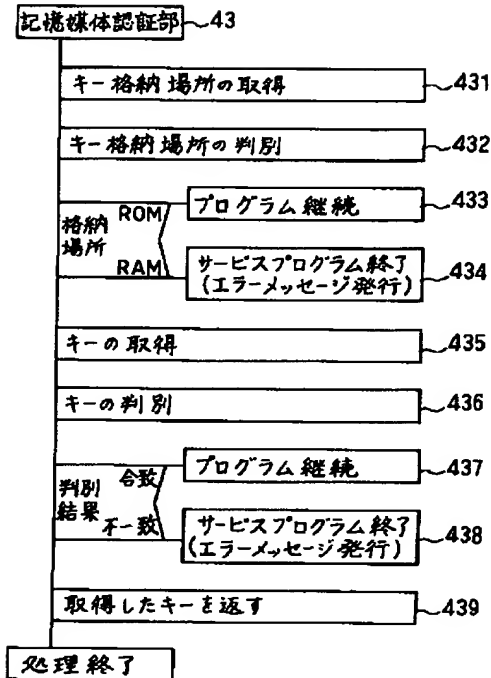 記憶媒体認証部 43
キー格納場所の取得 431
キー格納場所の判別 432
格納場所
ROM
プログラム継続 433
RAM
サービスプログラム終了 434
(エラーメッセージ発行)
キーの取得 435
キーの判別 436
判別結果
合致
プログラム継続 437
不一致
サービスプログラム終了 438
(エラーメッセージ発行)
取得したキーを返す 439
処理終了